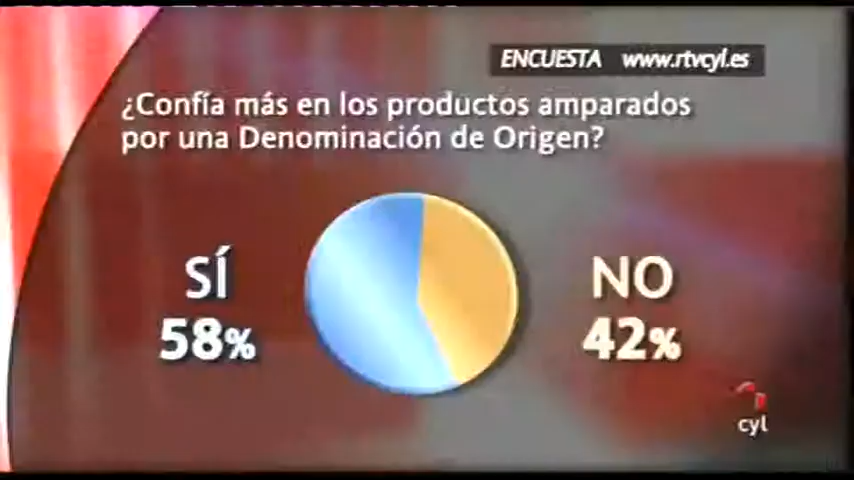 ENCUESTA www.rtvcyl.es
¿Confía más en los productos amparados
por una Denominación de Origen?
SÍ
58%
NO
42%
cyl